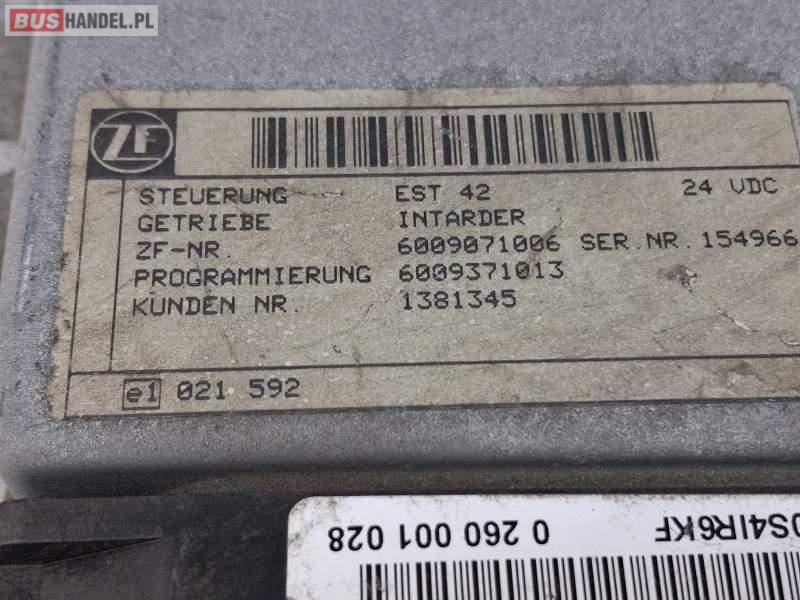 BUSHANDEL.PL
ZF
STEUERUNG EST 42 24 VDC
GETRIEBE INTARDER
ZF-NR. 6009071006 SER.NR. 154966
PROGRAMMIERUNG 6009371013
KUNDEN NR. 1381345
e1 021 592
0 260 001 028
0S4IR6KF